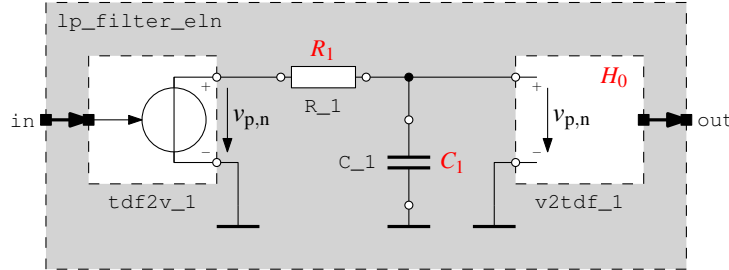 lp_filter_eln
R₁
H₀
+
+
in
vp,n
R_1
vp,n
out
−
C_1
C₁
−
tdf2v_1
v2tdf_1